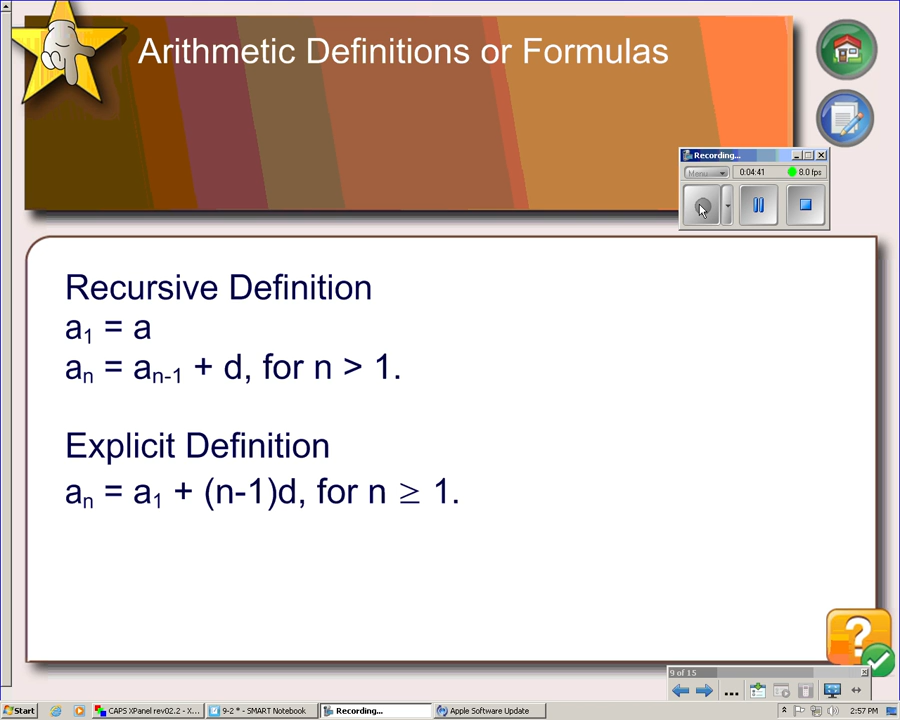 Arithmetic Definitions or Formulas
Recording...
Menu
0:04:41
8.0 fps
Recursive Definition
a₁ = a
aₙ = aₙ₋₁ + d, for n > 1.
Explicit Definition
aₙ = a₁ + (n-1)d, for n ≥ 1.
?
9 of 15
...
Start
CAPS XPanel rev02.2 - X...
9-2 * - SMART Notebook
Recording...
Apple Software Update
2:57 PM